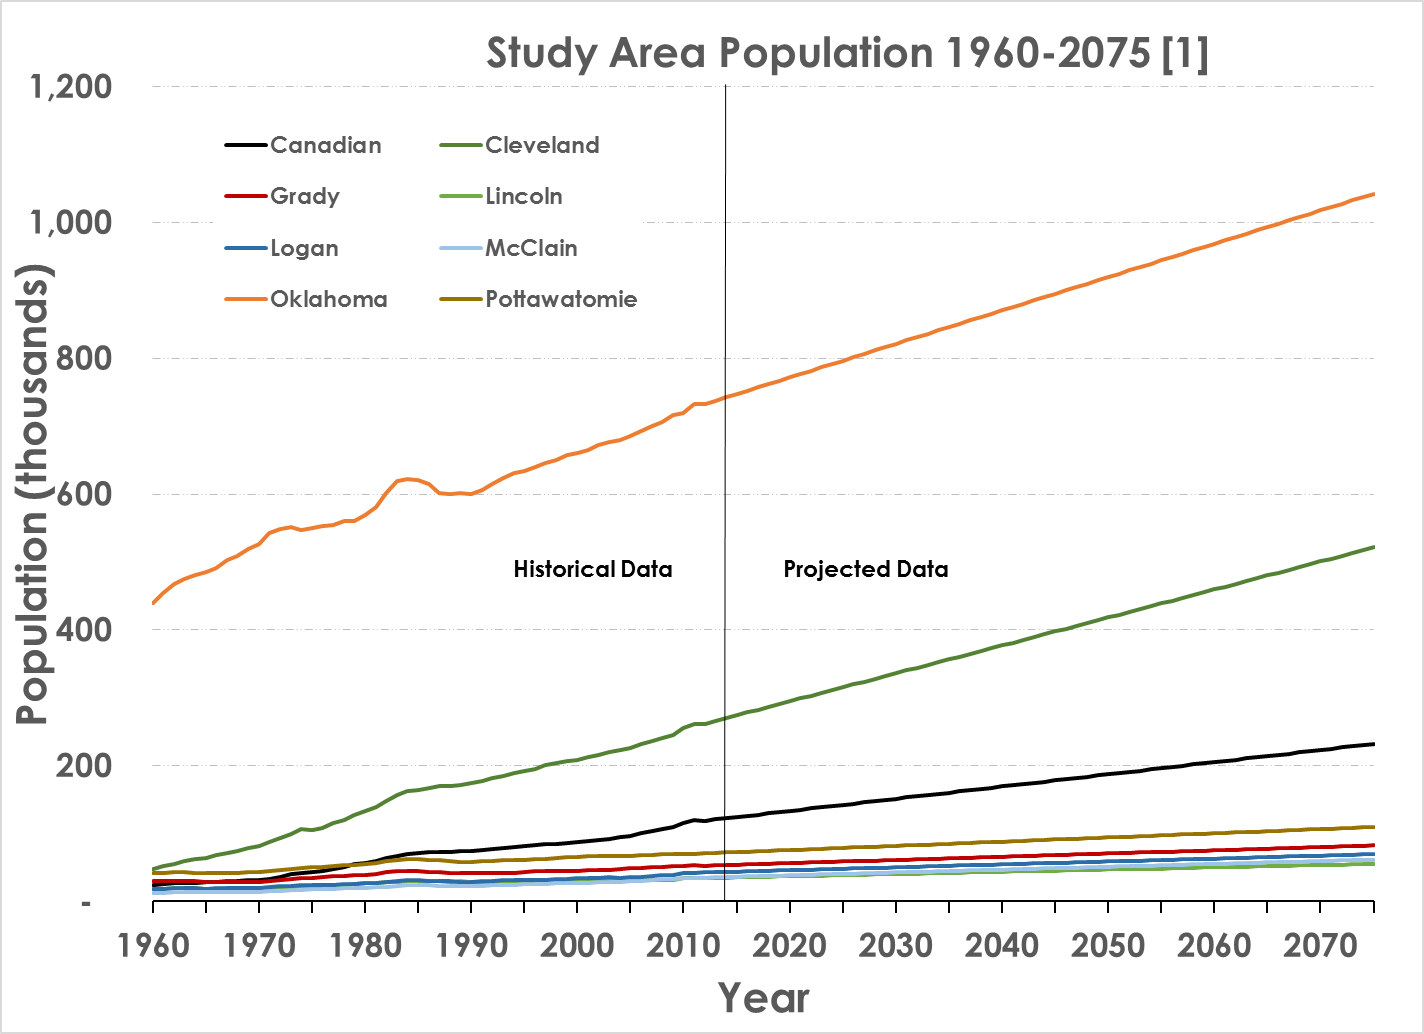 Study Area Population 1960-2075 [1]
1,200
1,000
800
600
400
200
-
Population (thousands)
Canadian
Cleveland
Grady
Lincoln
Logan
McClain
Oklahoma
Pottawatomie
Historical Data
Projected Data
1960 1970 1980 1990 2000 2010 2020 2030 2040 2050 2060 2070
Year